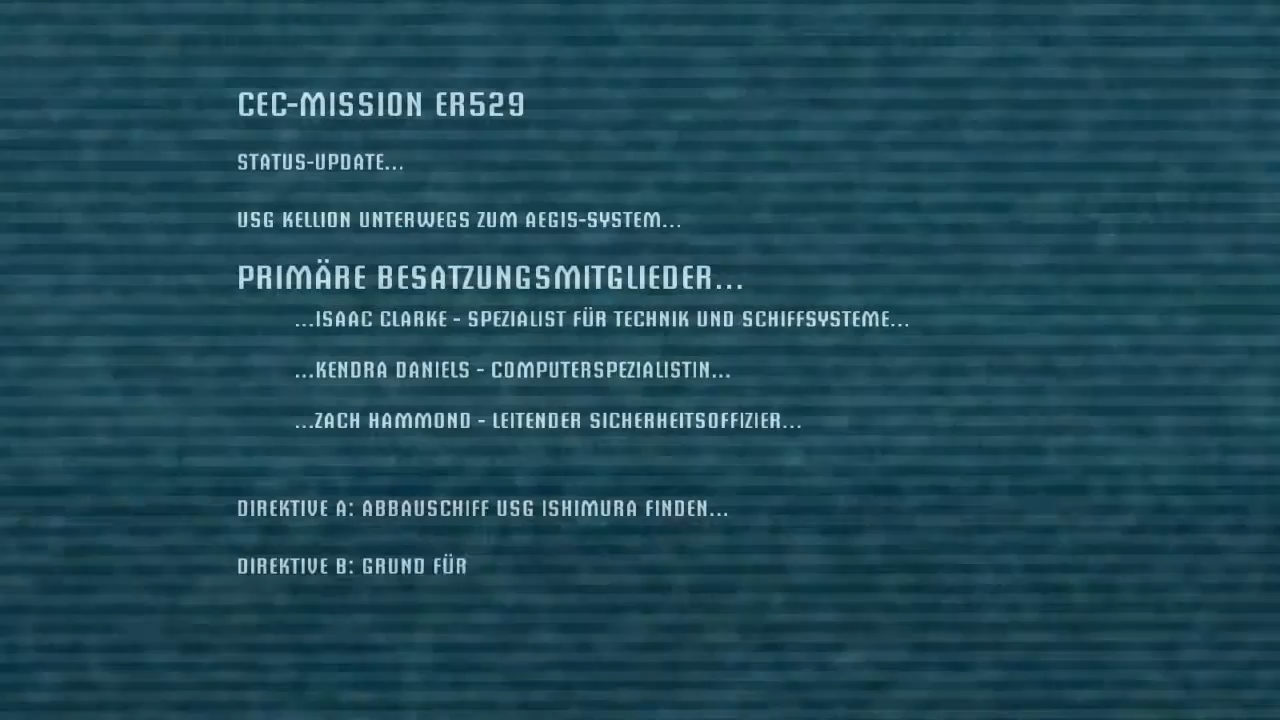 CEC-MISSION ER529
STATUS-UPDATE...
USG KELLION UNTERWEGS ZUM AEGIS-SYSTEM...
PRIMÄRE BESATZUNGSMITGLIEDER...
...ISAAC CLARKE - SPEZIALIST FÜR TECHNIK UND SCHIFFSYSTEME...
...KENDRA DANIELS - COMPUTERSPEZIALISTIN...
...ZACH HAMMOND - LEITENDER SICHERHEITSOFFIZIER...
DIREKTIVE A: ABBAUSCHIFF USG ISHIMURA FINDEN...
DIREKTIVE B: GRUND FÜR